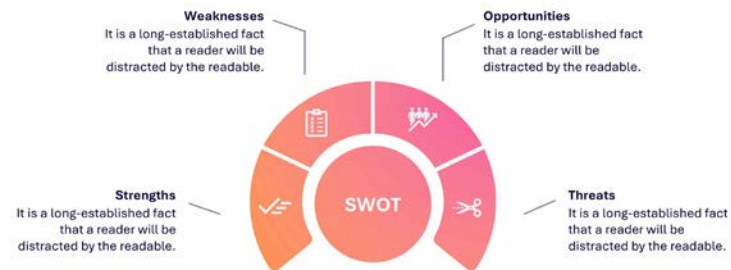 Weaknesses
It is a long-established fact
that a reader will be
distracted by the readable.
Opportunities
It is a long-established fact
that a reader will be
distracted by the readable.
Strengths
It is a long-established fact
that a reader will be
distracted by the readable.
SWOT
Threats
It is a long-established fact
that a reader will be
distracted by the readable.